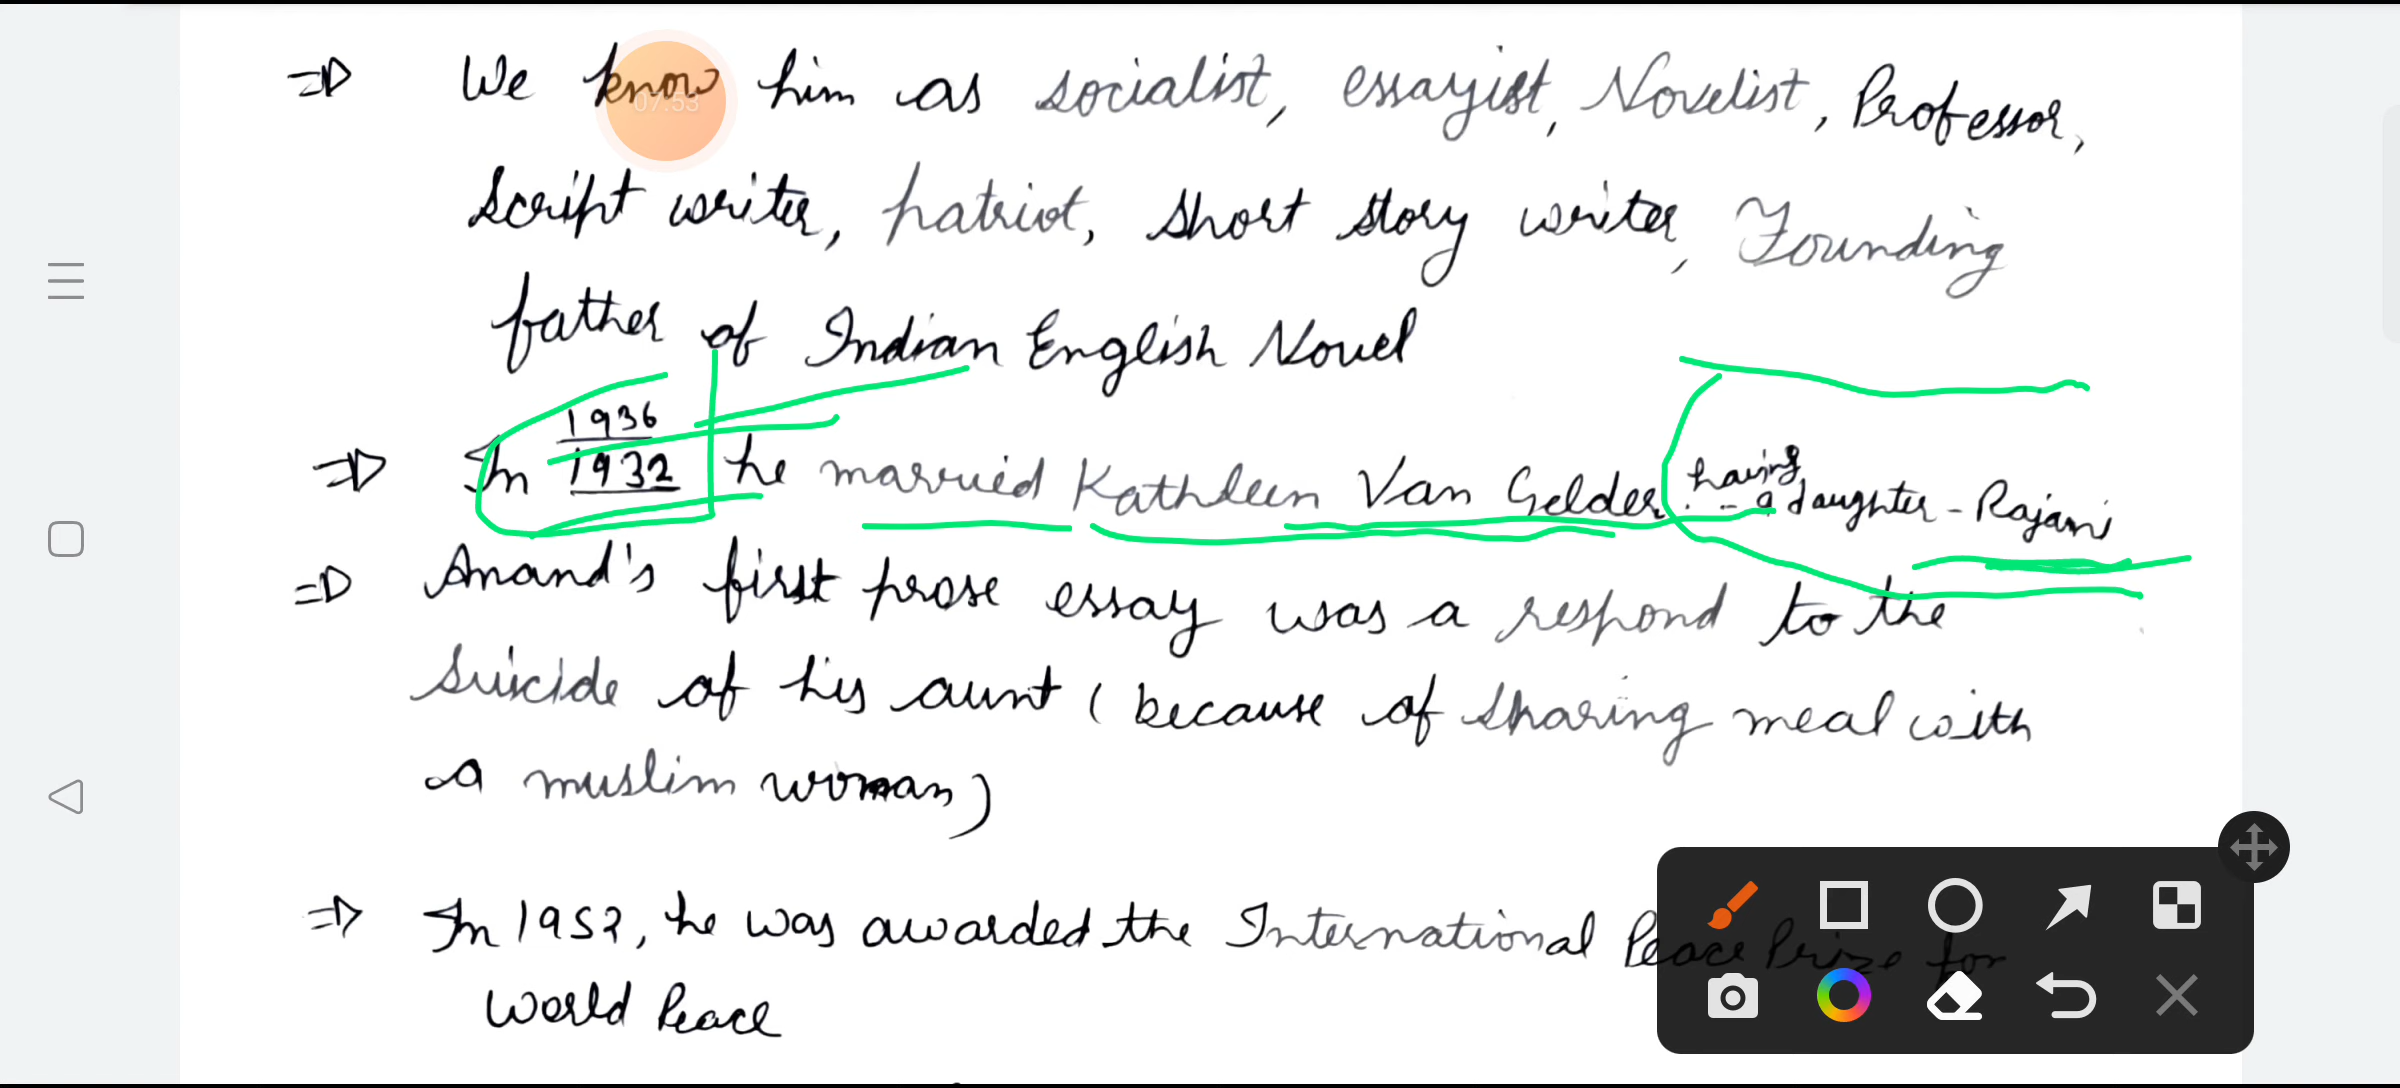 ⇒ We know him as socialist, essayist, Novelist, Professor,
07:53
Script writer, patriot, short story writer, Founding
father of Indian English Novel
1936
⇒ In 1932 he married Kathleen Van Gelder. having - a daughter - Rajani
⇒ Anand's first prose essay was a respond to the
suicide of his aunt (because of sharing meal with
a muslim woman)
⇒ In 1952, he was awarded the International Peace Prize for
World Peace